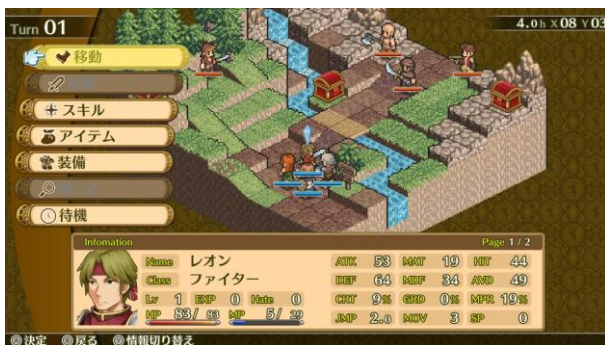 Turn 01
4.0h X08 Y03
移動
スキル
アイテム
装備
待機
Infomation
Page 1 / 2
Name レオン
Class ファイター
Lv 1 EXP 0 Hate 0
HP 83/ 83 MP 5/ 29
ATK 53 MAT 19 HIT 44
DEF 64 MDF 34 AVD 49
CRT 9% GRD 0% MPR 19%
JMP 2.0 MOV 3 SP 0
決定 戻る 情報切り替え